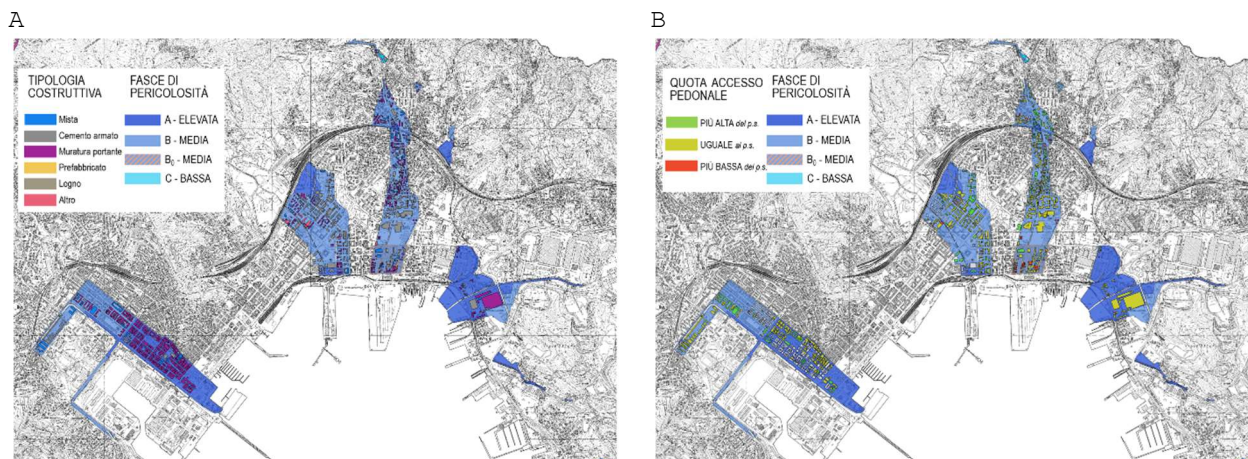 A
TIPOLOGIA
COSTRUTTIVA
Mista
Cemento armato
Muratura portante
Prefabbricato
Legno
Altro
FASCE DI
PERICOLOSITÀ
A - ELEVATA
B - MEDIA
B0 - MEDIA
C - BASSA
B
QUOTA ACCESSO
PEDONALE
PIÙ ALTA del p.s.
UGUALE al p.s.
PIÙ BASSA del p.s.
FASCE DI
PERICOLOSITÀ
A - ELEVATA
B - MEDIA
B0 - MEDIA
C - BASSA